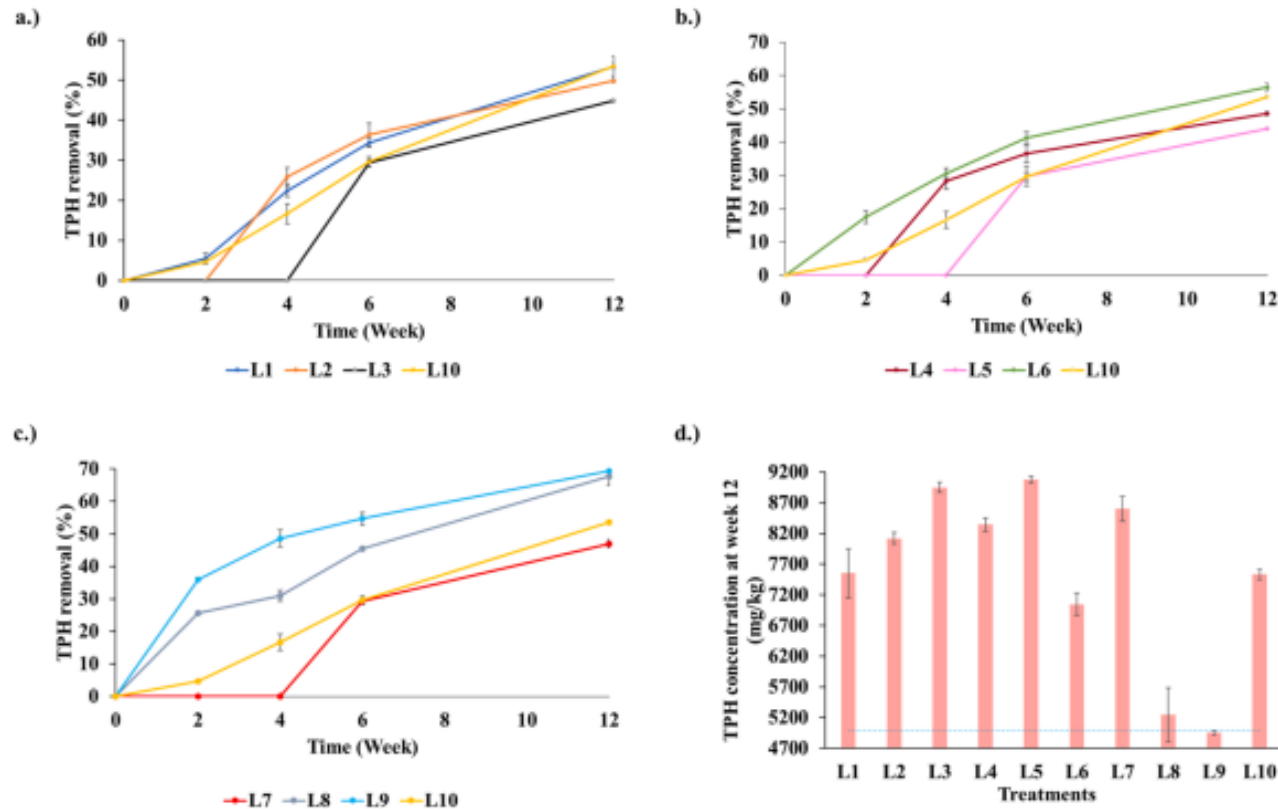 a.)
TPH removal (%)
60
50
40
30
20
10
0
0 2 4 6 8 10 12
Time (Week)
L1 L2 L3 L10
b.)
TPH removal (%)
70
60
50
40
30
20
10
0
0 2 4 6 8 10 12
Time (Week)
L4 L5 L6 L10
c.)
TPH removal (%)
70
60
50
40
30
20
10
0
0 2 4 6 8 10 12
Time (Week)
L7 L8 L9 L10
d.)
TPH concentration at week 12
(mg/kg)
9200
8700
8200
7700
7200
6700
6200
5700
5200
4700
L1 L2 L3 L4 L5 L6 L7 L8 L9 L10
Treatments